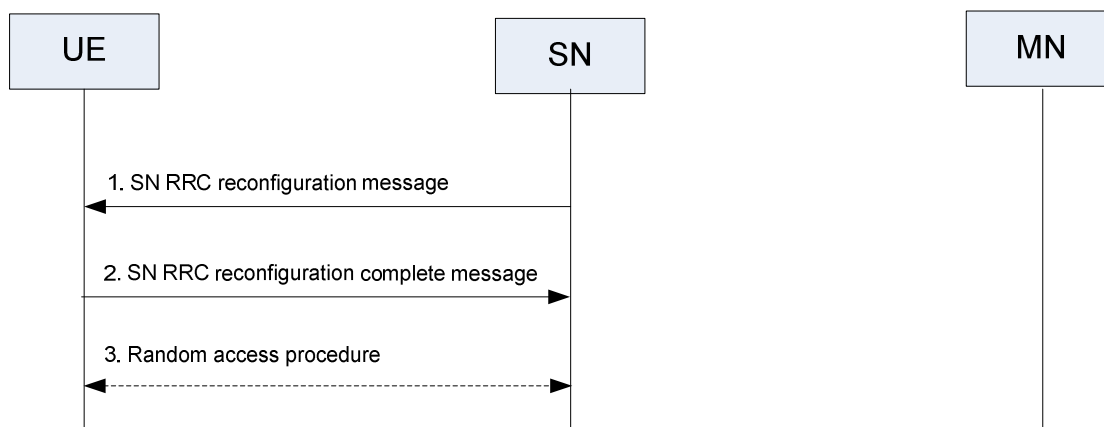 UE
SN
MN
1. SN RRC reconfiguration message
2. SN RRC reconfiguration complete message
3. Random access procedure